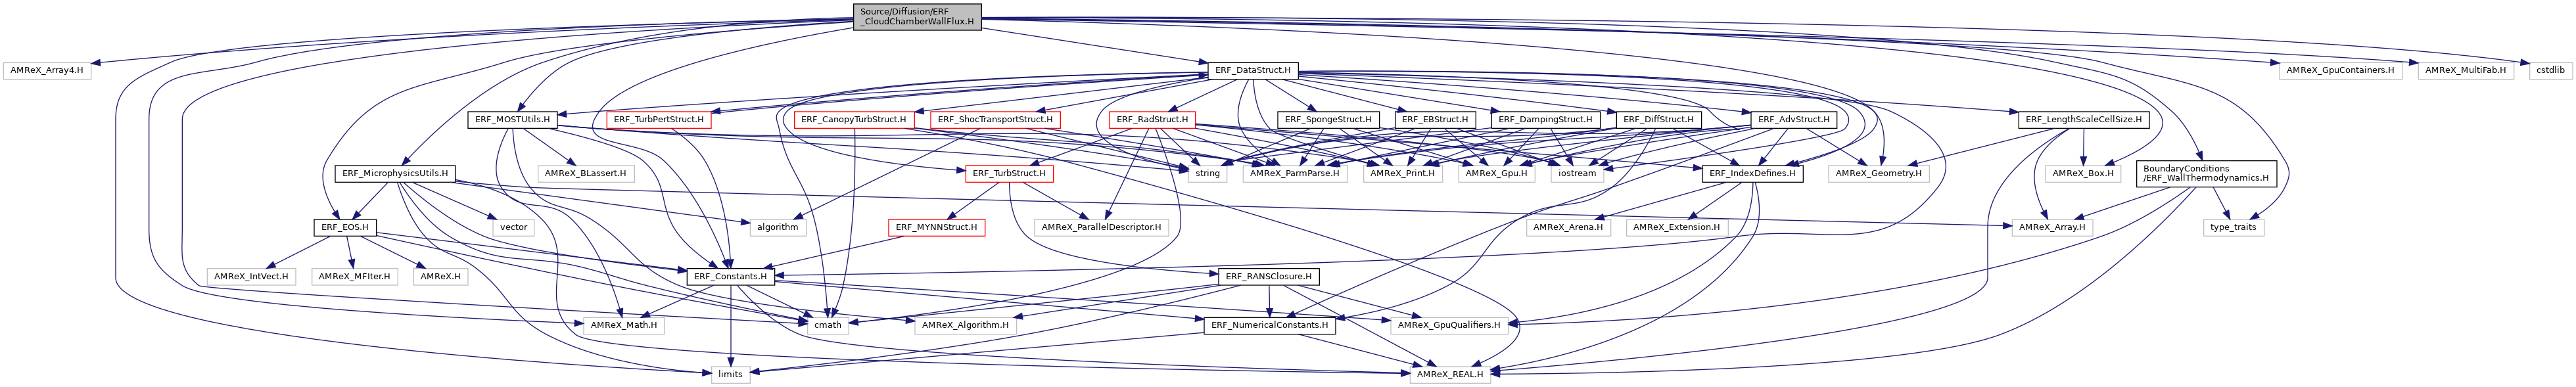 Source/Diffusion/ERF
_CloudChamberWallFlux.H
AMReX_Array4.H
ERF_DataStruct.H
AMReX_GpuContainers.H
AMReX_MultiFab.H
cstdlib
ERF_MOSTUtils.H
ERF_TurbPertStruct.H
ERF_CanopyTurbStruct.H
ERF_ShocTransportStruct.H
ERF_RadStruct.H
ERF_SpongeStruct.H
ERF_EBStruct.H
ERF_DampingStruct.H
ERF_DiffStruct.H
ERF_AdvStruct.H
ERF_LengthScaleCellSize.H
ERF_MicrophysicsUtils.H
AMReX_BLassert.H
ERF_TurbStruct.H
string
AMReX_ParmParse.H
AMReX_Print.H
AMReX_Gpu.H
iostream
ERF_IndexDefines.H
AMReX_Geometry.H
AMReX_Box.H
BoundaryConditions
/ERF_WallThermodynamics.H
ERF_EOS.H
vector
algorithm
ERF_MYNNStruct.H
AMReX_ParallelDescriptor.H
AMReX_Arena.H
AMReX_Extension.H
AMReX_Array.H
type_traits
AMReX_IntVect.H
AMReX_MFIter.H
AMReX.H
ERF_Constants.H
ERF_RANSClosure.H
AMReX_Math.H
cmath
AMReX_Algorithm.H
ERF_NumericalConstants.H
AMReX_GpuQualifiers.H
limits
AMReX_REAL.H